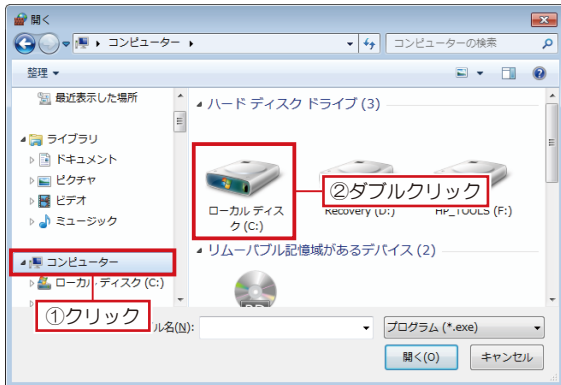 開く
コンピューター
コンピューターの検索
整理
最近表示した場所
ライブラリ
ドキュメント
ピクチャ
ビデオ
ミュージック
コンピューター
ローカル ディスク (C:)
①クリック
ハード ディスク ドライブ (3)
ローカル ディス
ク (C:)
②ダブルクリック
Recovery (D:)
HP_TOOLS (F:)
リムーバブル記憶域があるデバイス (2)
ル名(N):
プログラム (*.exe)
開く(O)
キャンセル